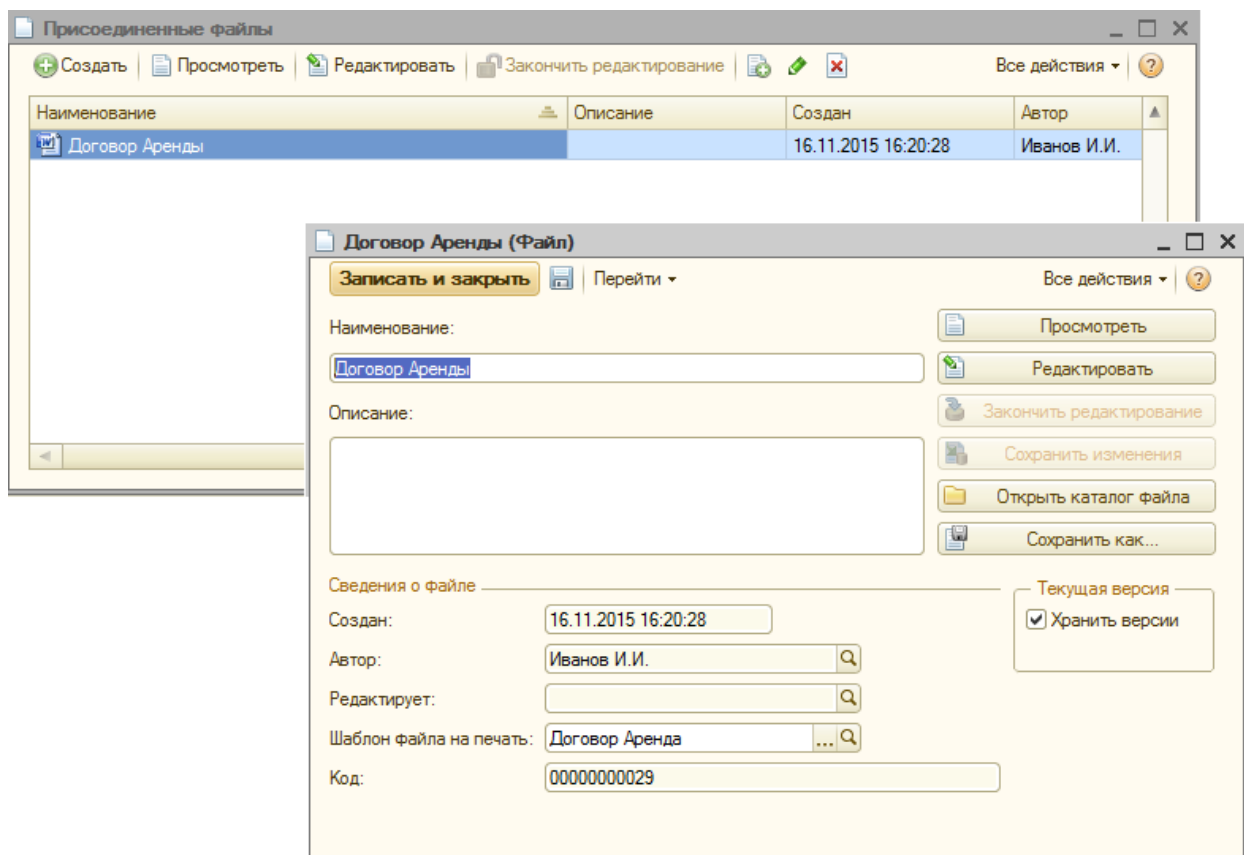 Присоединенные файлы
Создать Просмотреть Редактировать Закончить редактирование Все действия ?
Наименование Описание Создан Автор
Договор Аренды 16.11.2015 16:20:28 Иванов И.И.
Договор Аренды (Файл)
Записать и закрыть Перейти Все действия ?
Наименование: Просмотреть
Договор Аренды Редактировать
Описание: Закончить редактирование
Сохранить изменения
Открыть каталог файла
Сохранить как...
Сведения о файле Текущая версия
Создан: 16.11.2015 16:20:28 Хранить версии
Автор: Иванов И.И.
Редактирует:
Шаблон файла на печать: Договор Аренда ...
Код: 00000000029